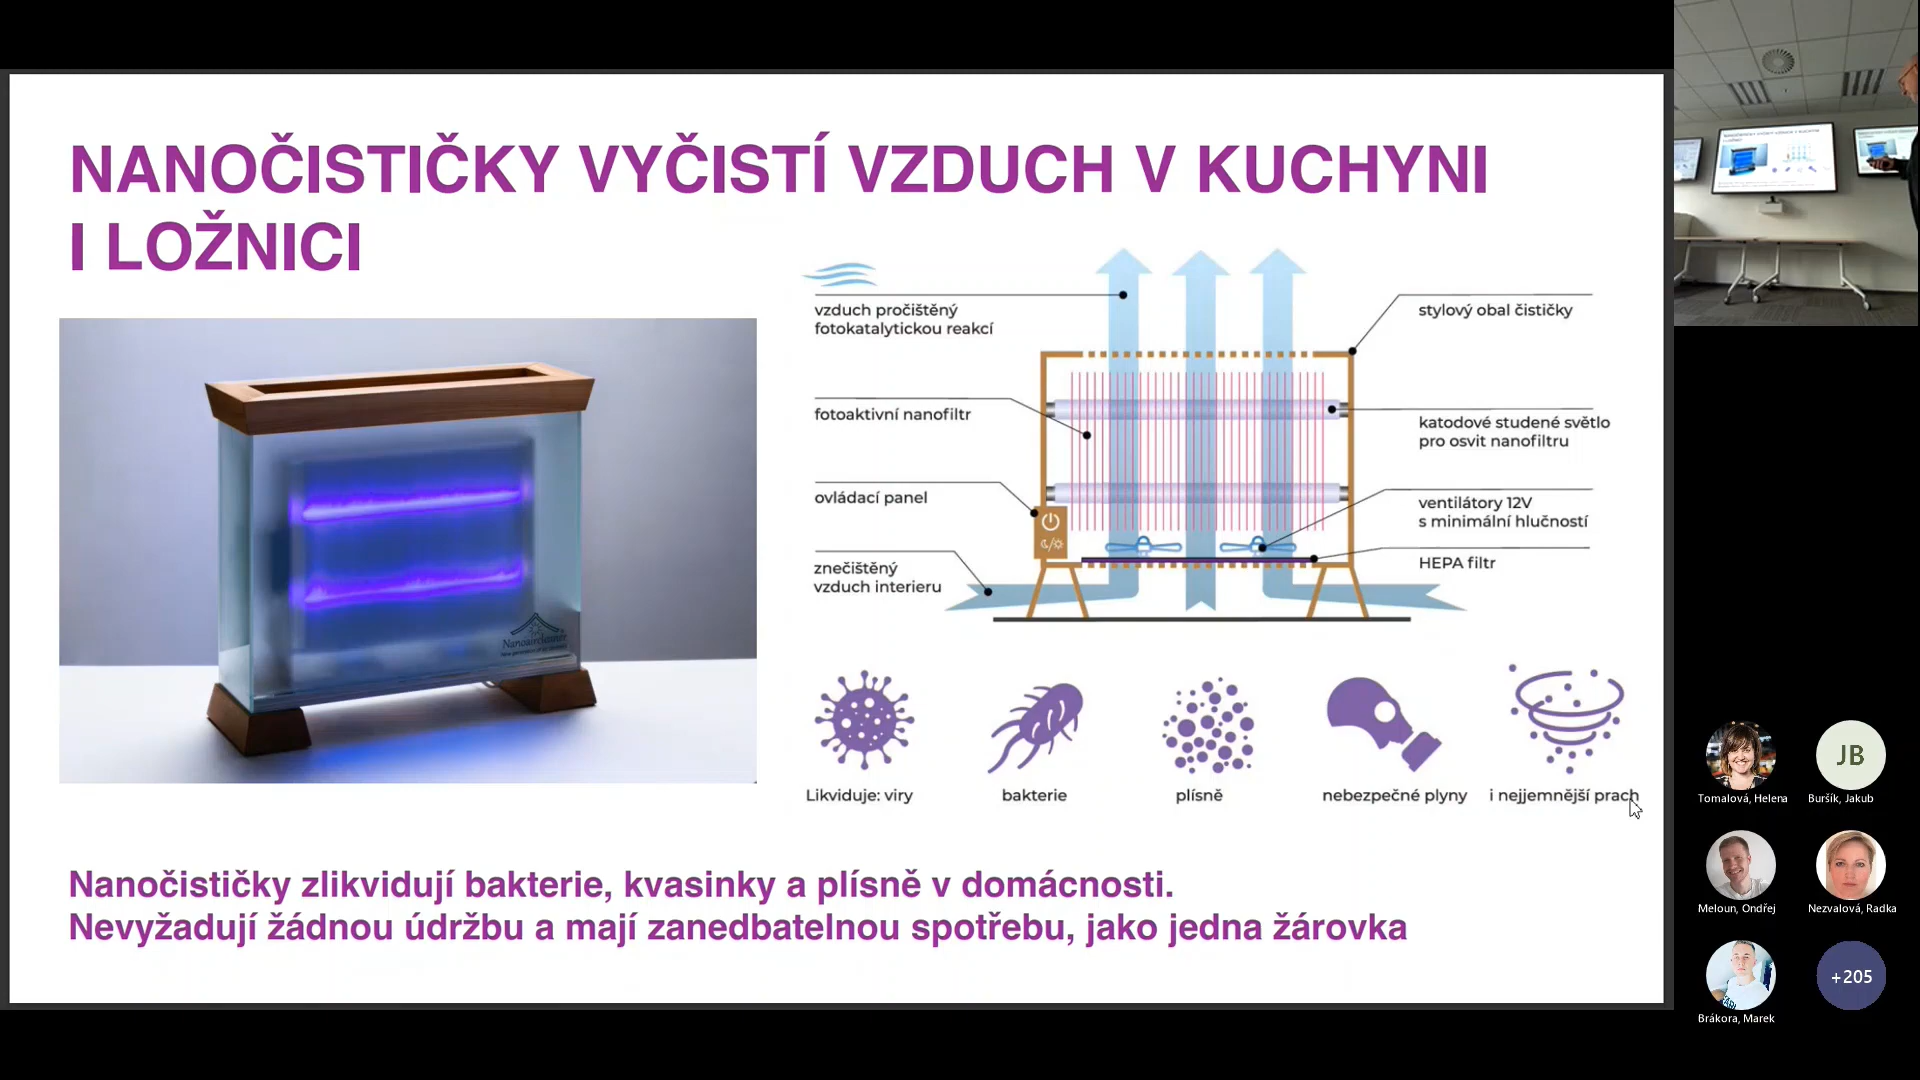 NANOČISTIČKY VYČISTÍ VZDUCH V KUCHYNI
I LOŽNICI
vzduch pročištěný
fotokatalytickou reakcí
fotoaktivní nanofiltr
ovládací panel
znečištěný
vzduch interieru
stylový obal čističky
katodové studené světlo
pro osvit nanofiltru
ventilátory 12V
s minimální hlučností
HEPA filtr
Nanoaircleaner
Likviduje: viry
bakterie
plísně
nebezpečné plyny
i nejjemnější prach
Nanočističky zlikvidují bakterie, kvasinky a plísně v domácnosti.
Nevyžadují žádnou údržbu a mají zanedbatelnou spotřebu, jako jedna žárovka
Tomalová, Helena
JB
Buršík, Jakub
Meloun, Ondřej
Nezvalová, Radka
Brákora, Marek
+205